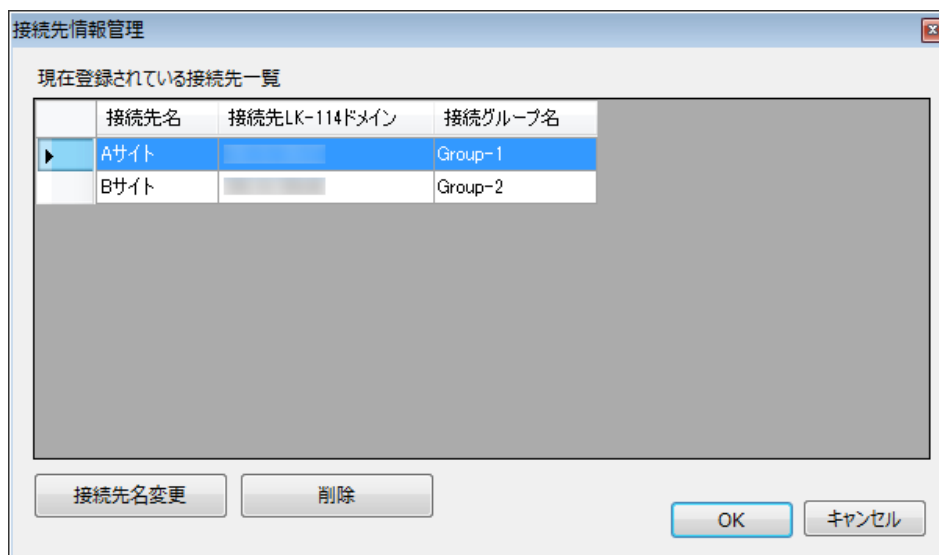 接続先情報管理
現在登録されている接続先一覧
接続先名 接続先LK-114ドメイン 接続グループ名
Aサイト Group-1
Bサイト Group-2
接続先名変更 削除
OK キャンセル